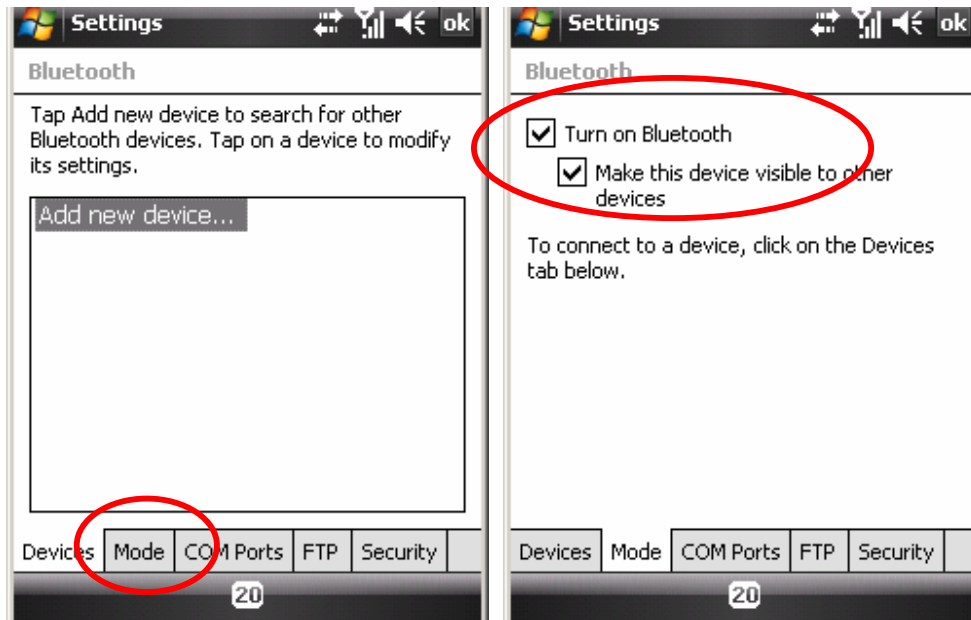 Settings ok
Bluetooth
Tap Add new device to search for other
Bluetooth devices. Tap on a device to modify
its settings.
Add new device...
Devices Mode COM Ports FTP Security
20
Settings ok
Bluetooth
Turn on Bluetooth
Make this device visible to other
devices
To connect to a device, click on the Devices
tab below.
Devices Mode COM Ports FTP Security
20